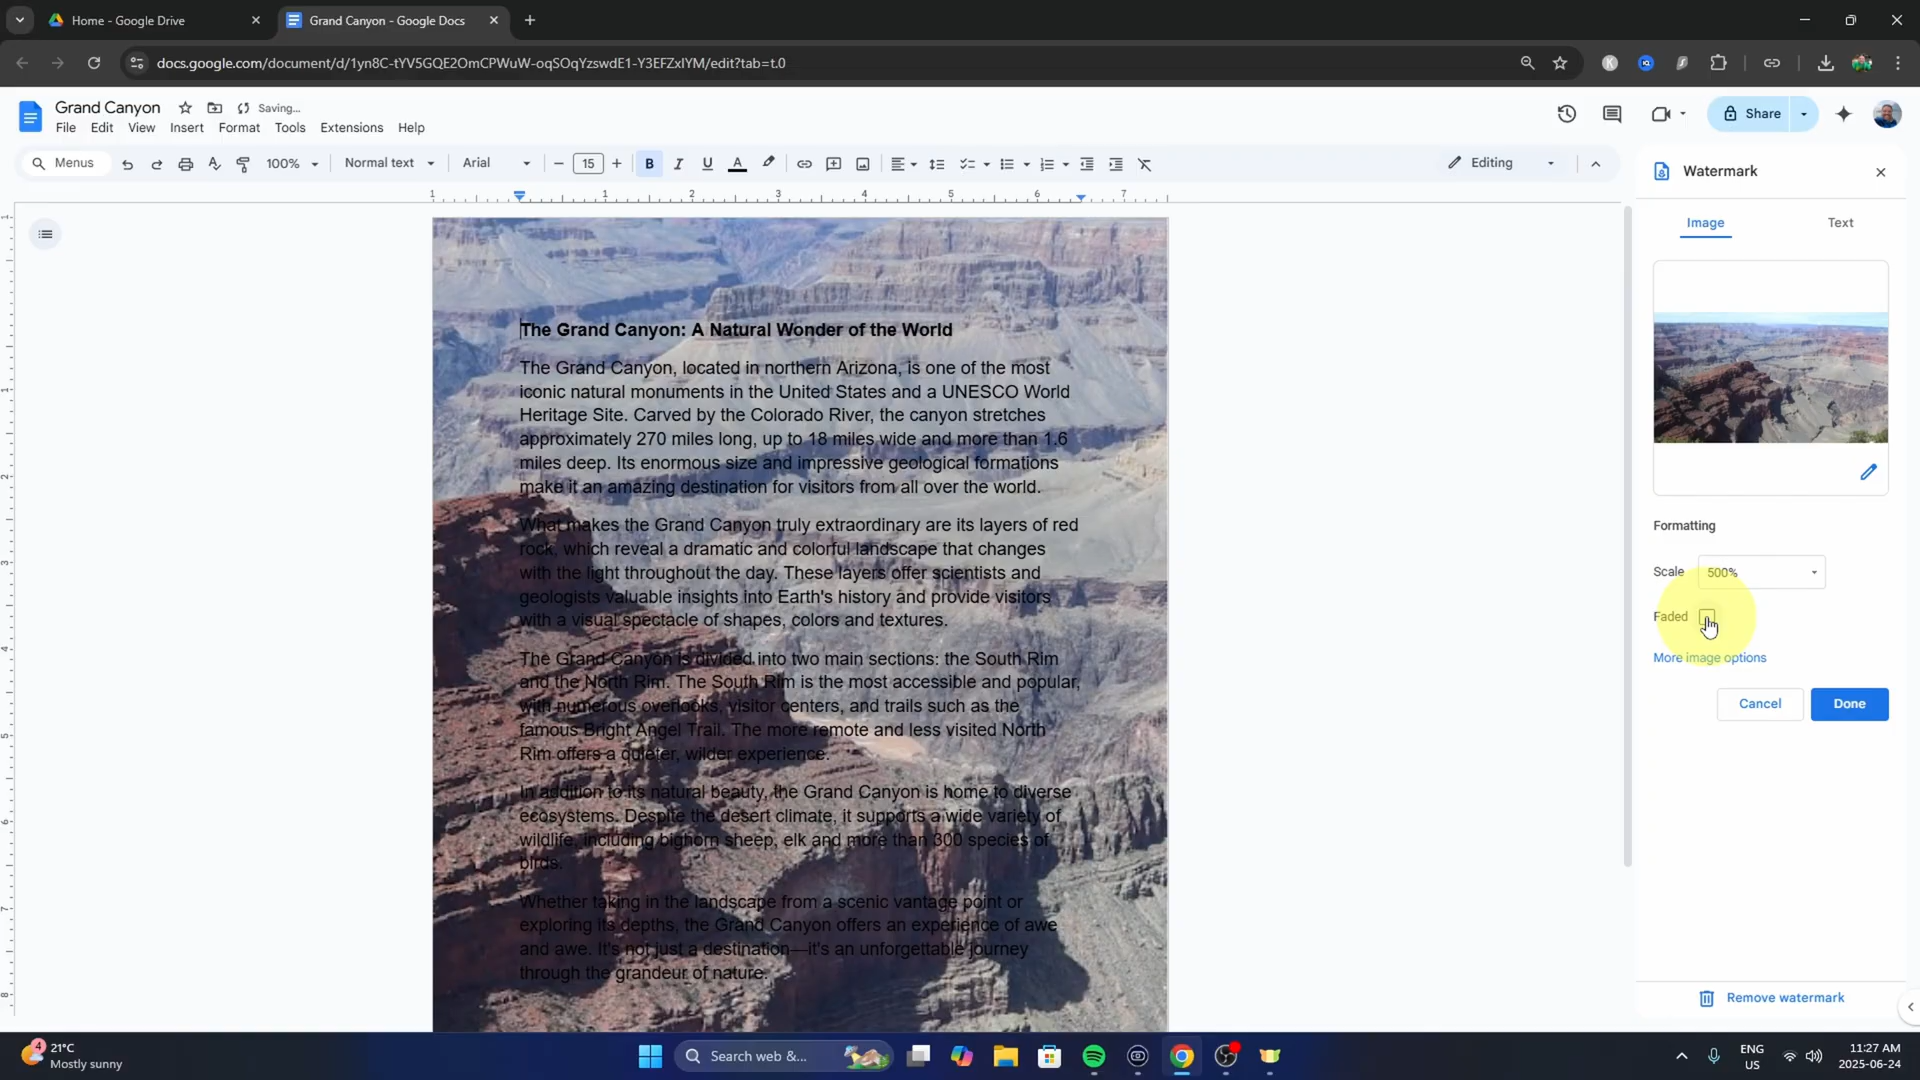 Home - Google Drive
Grand Canyon - Google Docs
docs.google.com/document/d/1yn8C-tYV5GQE2OmCPWuW-oqSOqYzswdE1-Y3EFZxIYM/edit?tab=t.0
Grand Canyon
Saving...
File Edit View Insert Format Tools Extensions Help
Share
Menus
100%
Normal text
Arial
15
Editing
1 1 2 3 4 5 6 7
Watermark
Image
Text
The Grand Canyon: A Natural Wonder of the World
The Grand Canyon, located in northern Arizona, is one of the most
iconic natural monuments in the United States and a UNESCO World
Heritage Site. Carved by the Colorado River, the canyon stretches
approximately 270 miles long, up to 18 miles wide and more than 1.6
miles deep. Its enormous size and impressive geological formations
make it an amazing destination for visitors from all over the world.
What makes the Grand Canyon truly extraordinary are its layers of red
rock, which reveal a dramatic and colorful landscape that changes
with the light throughout the day. These layers offer scientists and
geologists valuable insights into Earth's history and provide visitors
with a visual spectacle of shapes, colors and textures.
The Grand Canyon is divided into two main sections: the South Rim
and the North Rim. The South Rim is the most accessible and popular,
with numerous overlooks, visitor centers, and trails such as the
famous Bright Angel Trail. The more remote and less visited North
Rim offers a quieter, wilder experience.
In addition to its natural beauty, the Grand Canyon is home to diverse
ecosystems. Despite the desert climate, it supports a wide variety of
wildlife, including bighorn sheep, elk and more than 300 species of
birds.
Whether taking in the landscape from a scenic vantage point or
exploring its depths, the Grand Canyon offers an experience of awe
and awe. It's not just a destination—it's an unforgettable journey
through the grandeur of nature.
Formatting
Scale
500%
Faded
More image options
Cancel
Done
Remove watermark
4
21°C
Mostly sunny
Search web &...
ENG
US
11:27 AM
2025-06-24